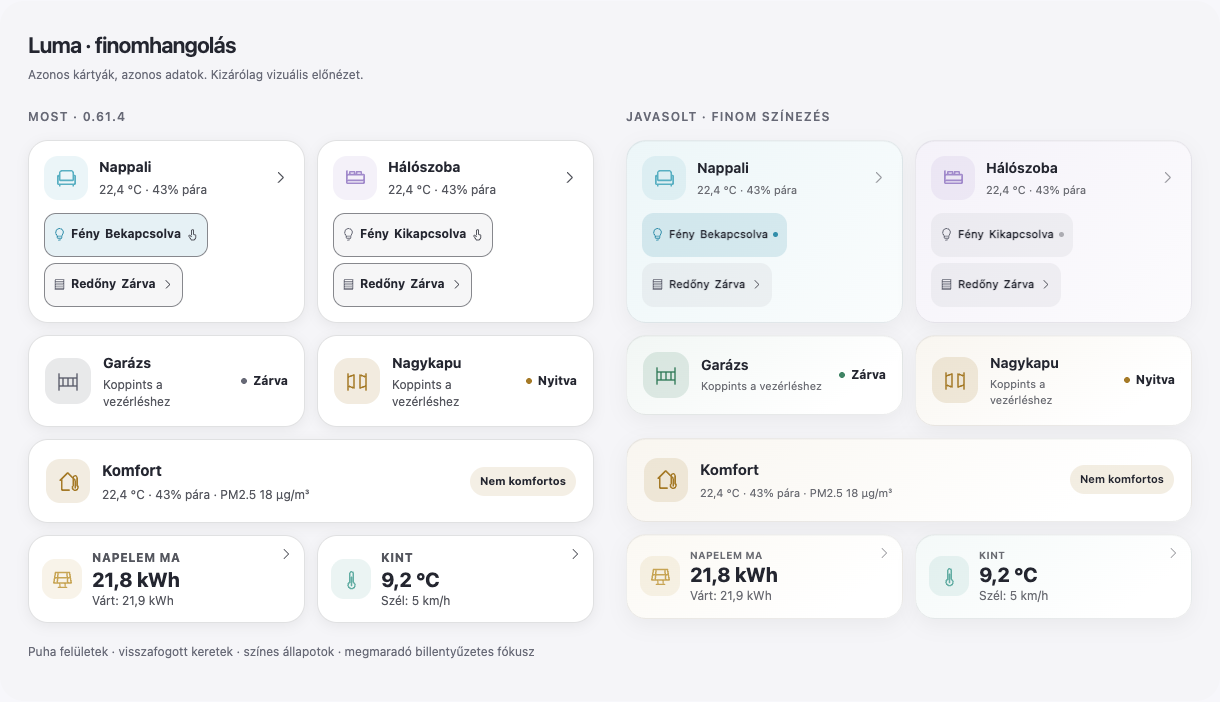 Luma · finomhangolás
Azonos kártyák, azonos adatok. Kizárólag vizuális előnézet.
MOST · 0.61.4
Nappali
22,4 °C · 43% pára
Fény Bekapcsolva
Redőny Zárva
Hálószoba
22,4 °C · 43% pára
Fény Kikapcsolva
Redőny Zárva
Garázs
Koppints a
vezérléshez
Zárva
Nagykapu
Koppints a
vezérléshez
Nyitva
Komfort
22,4 °C · 43% pára · PM2.5 18 µg/m³
Nem komfortos
NAPELEM MA
21,8 kWh
Várt: 21,9 kWh
KINT
9,2 °C
Szél: 5 km/h
JAVASOLT · FINOM SZÍNEZÉS
Nappali
22,4 °C · 43% pára
Fény Bekapcsolva
Redőny Zárva
Hálószoba
22,4 °C · 43% pára
Fény Kikapcsolva
Redőny Zárva
Garázs
Koppints a vezérléshez
Zárva
Nagykapu
Koppints a
vezérléshez
Nyitva
Komfort
22,4 °C · 43% pára · PM2.5 18 µg/m³
Nem komfortos
NAPELEM MA
21,8 kWh
Várt: 21,9 kWh
KINT
9,2 °C
Szél: 5 km/h
Puha felületek · visszafogott keretek · színes állapotok · megmaradó billentyűzetes fókusz